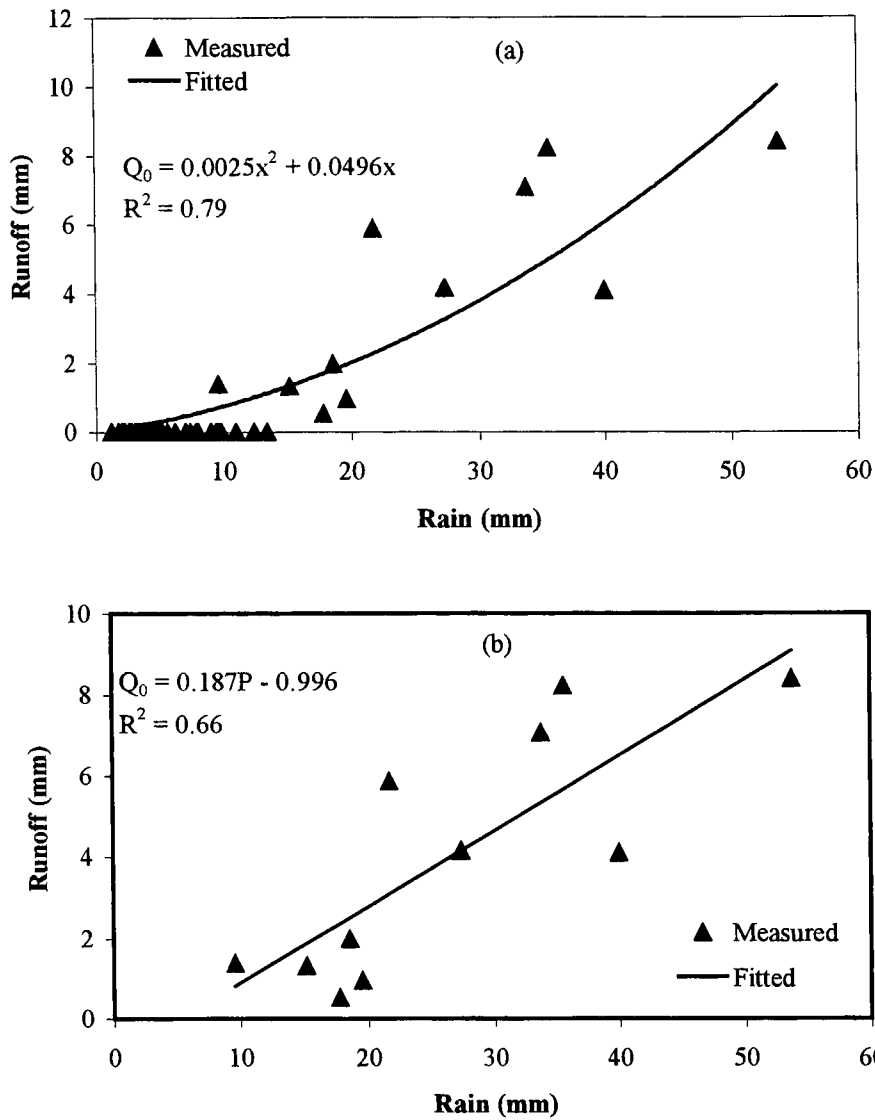 12
10
8
6
4
2
0
Runoff (mm)
(a)
Measured
Fitted
Q₀ = 0.0025x² + 0.0496x
R² = 0.79
0 10 20 30 40 50 60
Rain (mm)
10
8
6
4
2
0
Runoff (mm)
(b)
Q₀ = 0.187P - 0.996
R² = 0.66
Measured
Fitted
0 10 20 30 40 50
Rain (mm)